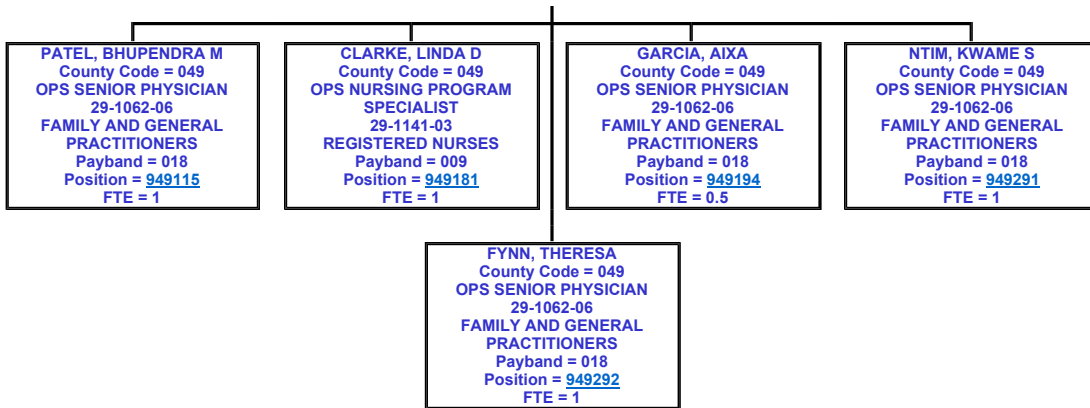 PATEL, BHUPENDRA M
County Code = 049
OPS SENIOR PHYSICIAN
29-1062-06
FAMILY AND GENERAL
PRACTITIONERS
Payband = 018
Position = 949115
FTE = 1
CLARKE, LINDA D
County Code = 049
OPS NURSING PROGRAM
SPECIALIST
29-1141-03
REGISTERED NURSES
Payband = 009
Position = 949181
FTE = 1
GARCIA, AIXA
County Code = 049
OPS SENIOR PHYSICIAN
29-1062-06
FAMILY AND GENERAL
PRACTITIONERS
Payband = 018
Position = 949194
FTE = 0.5
NTIM, KWAME S
County Code = 049
OPS SENIOR PHYSICIAN
29-1062-06
FAMILY AND GENERAL
PRACTITIONERS
Payband = 018
Position = 949291
FTE = 1
FYNN, THERESA
County Code = 049
OPS SENIOR PHYSICIAN
29-1062-06
FAMILY AND GENERAL
PRACTITIONERS
Payband = 018
Position = 949292
FTE = 1